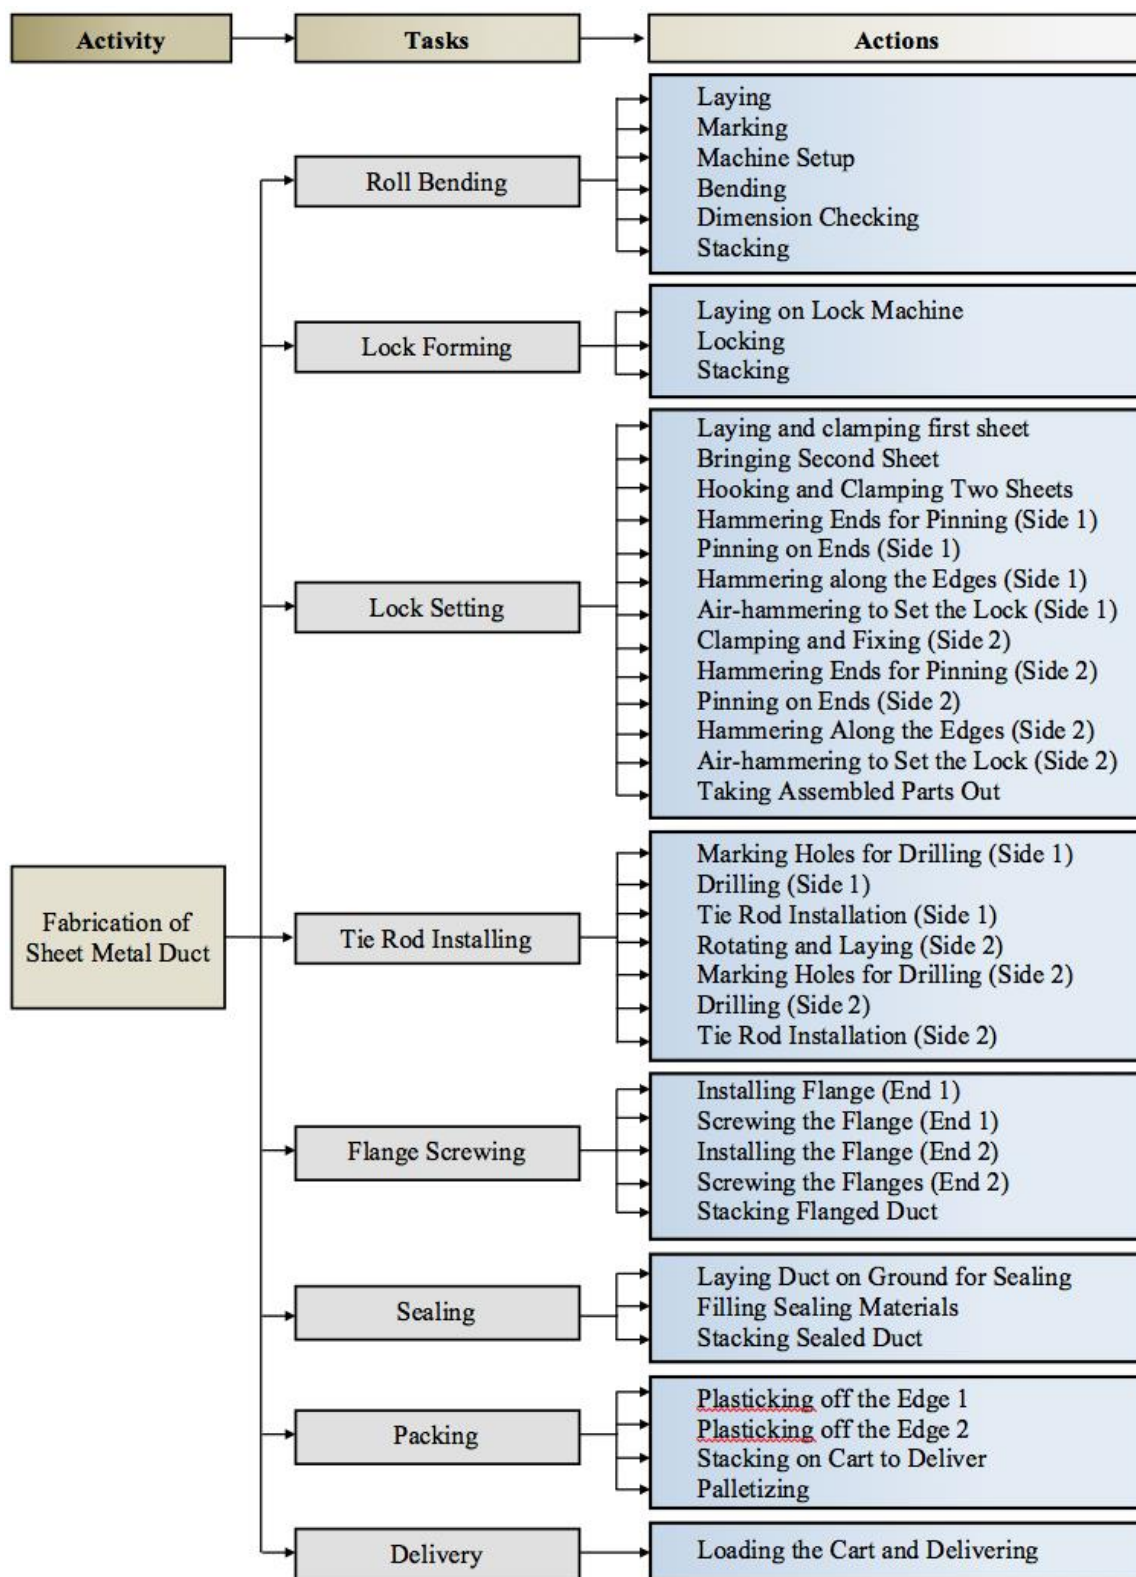 Activity
Tasks
Actions
Roll Bending
Laying
Marking
Machine Setup
Bending
Dimension Checking
Stacking
Lock Forming
Laying on Lock Machine
Locking
Stacking
Lock Setting
Laying and clamping first sheet
Bringing Second Sheet
Hooking and Clamping Two Sheets
Hammering Ends for Pinning (Side 1)
Pinning on Ends (Side 1)
Hammering along the Edges (Side 1)
Air-hammering to Set the Lock (Side 1)
Clamping and Fixing (Side 2)
Hammering Ends for Pinning (Side 2)
Pinning on Ends (Side 2)
Hammering Along the Edges (Side 2)
Air-hammering to Set the Lock (Side 2)
Taking Assembled Parts Out
Fabrication of
Sheet Metal Duct
Tie Rod Installing
Marking Holes for Drilling (Side 1)
Drilling (Side 1)
Tie Rod Installation (Side 1)
Rotating and Laying (Side 2)
Marking Holes for Drilling (Side 2)
Drilling (Side 2)
Tie Rod Installation (Side 2)
Flange Screwing
Installing Flange (End 1)
Screwing the Flange (End 1)
Installing the Flange (End 2)
Screwing the Flanges (End 2)
Stacking Flanged Duct
Sealing
Laying Duct on Ground for Sealing
Filling Sealing Materials
Stacking Sealed Duct
Packing
Plasticking off the Edge 1
Plasticking off the Edge 2
Stacking on Cart to Deliver
Palletizing
Delivery
Loading the Cart and Delivering